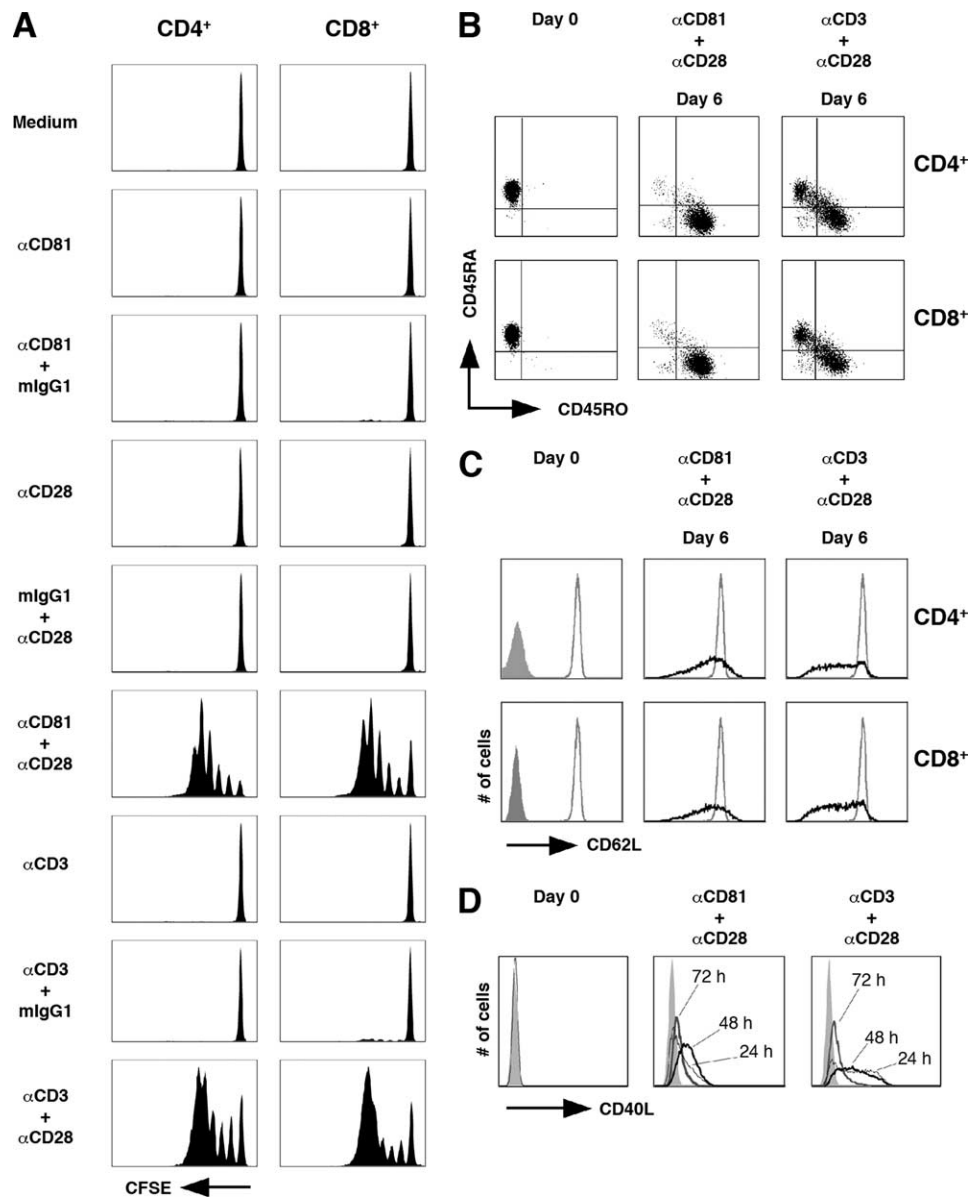 A
CD4⁺ CD8⁺
Medium
αCD81
αCD81
+
mIgG1
αCD28
mIgG1
+
αCD28
αCD81
+
αCD28
αCD3
αCD3
+
mIgG1
αCD3
+
αCD28
CFSE
B
Day 0
αCD81
+
αCD28
Day 6
αCD3
+
αCD28
Day 6
CD4⁺
CD8⁺
CD45RA
CD45RO
C
Day 0
αCD81
+
αCD28
Day 6
αCD3
+
αCD28
Day 6
CD4⁺
CD8⁺
# of cells
CD62L
D
Day 0
αCD81
+
αCD28
αCD3
+
αCD28
72 h
48 h
24 h
72 h
48 h
24 h
# of cells
CD40L